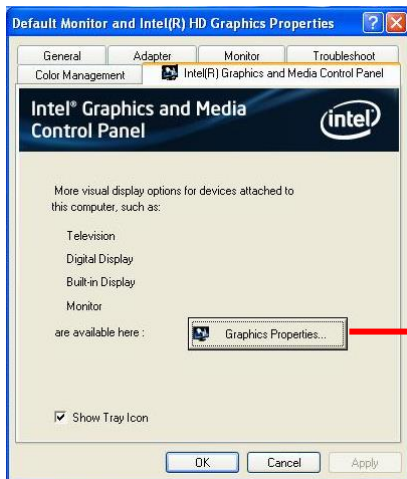 Default Monitor and Intel(R) HD Graphics Properties
General Adapter Monitor Troubleshoot
Color Management Intel(R) Graphics and Media Control Panel
Intel® Graphics and Media
Control Panel
intel
More visual display options for devices attached to
this computer, such as:
Television
Digital Display
Built-in Display
Monitor
are available here :
Graphics Properties...
Show Tray Icon
OK Cancel Apply